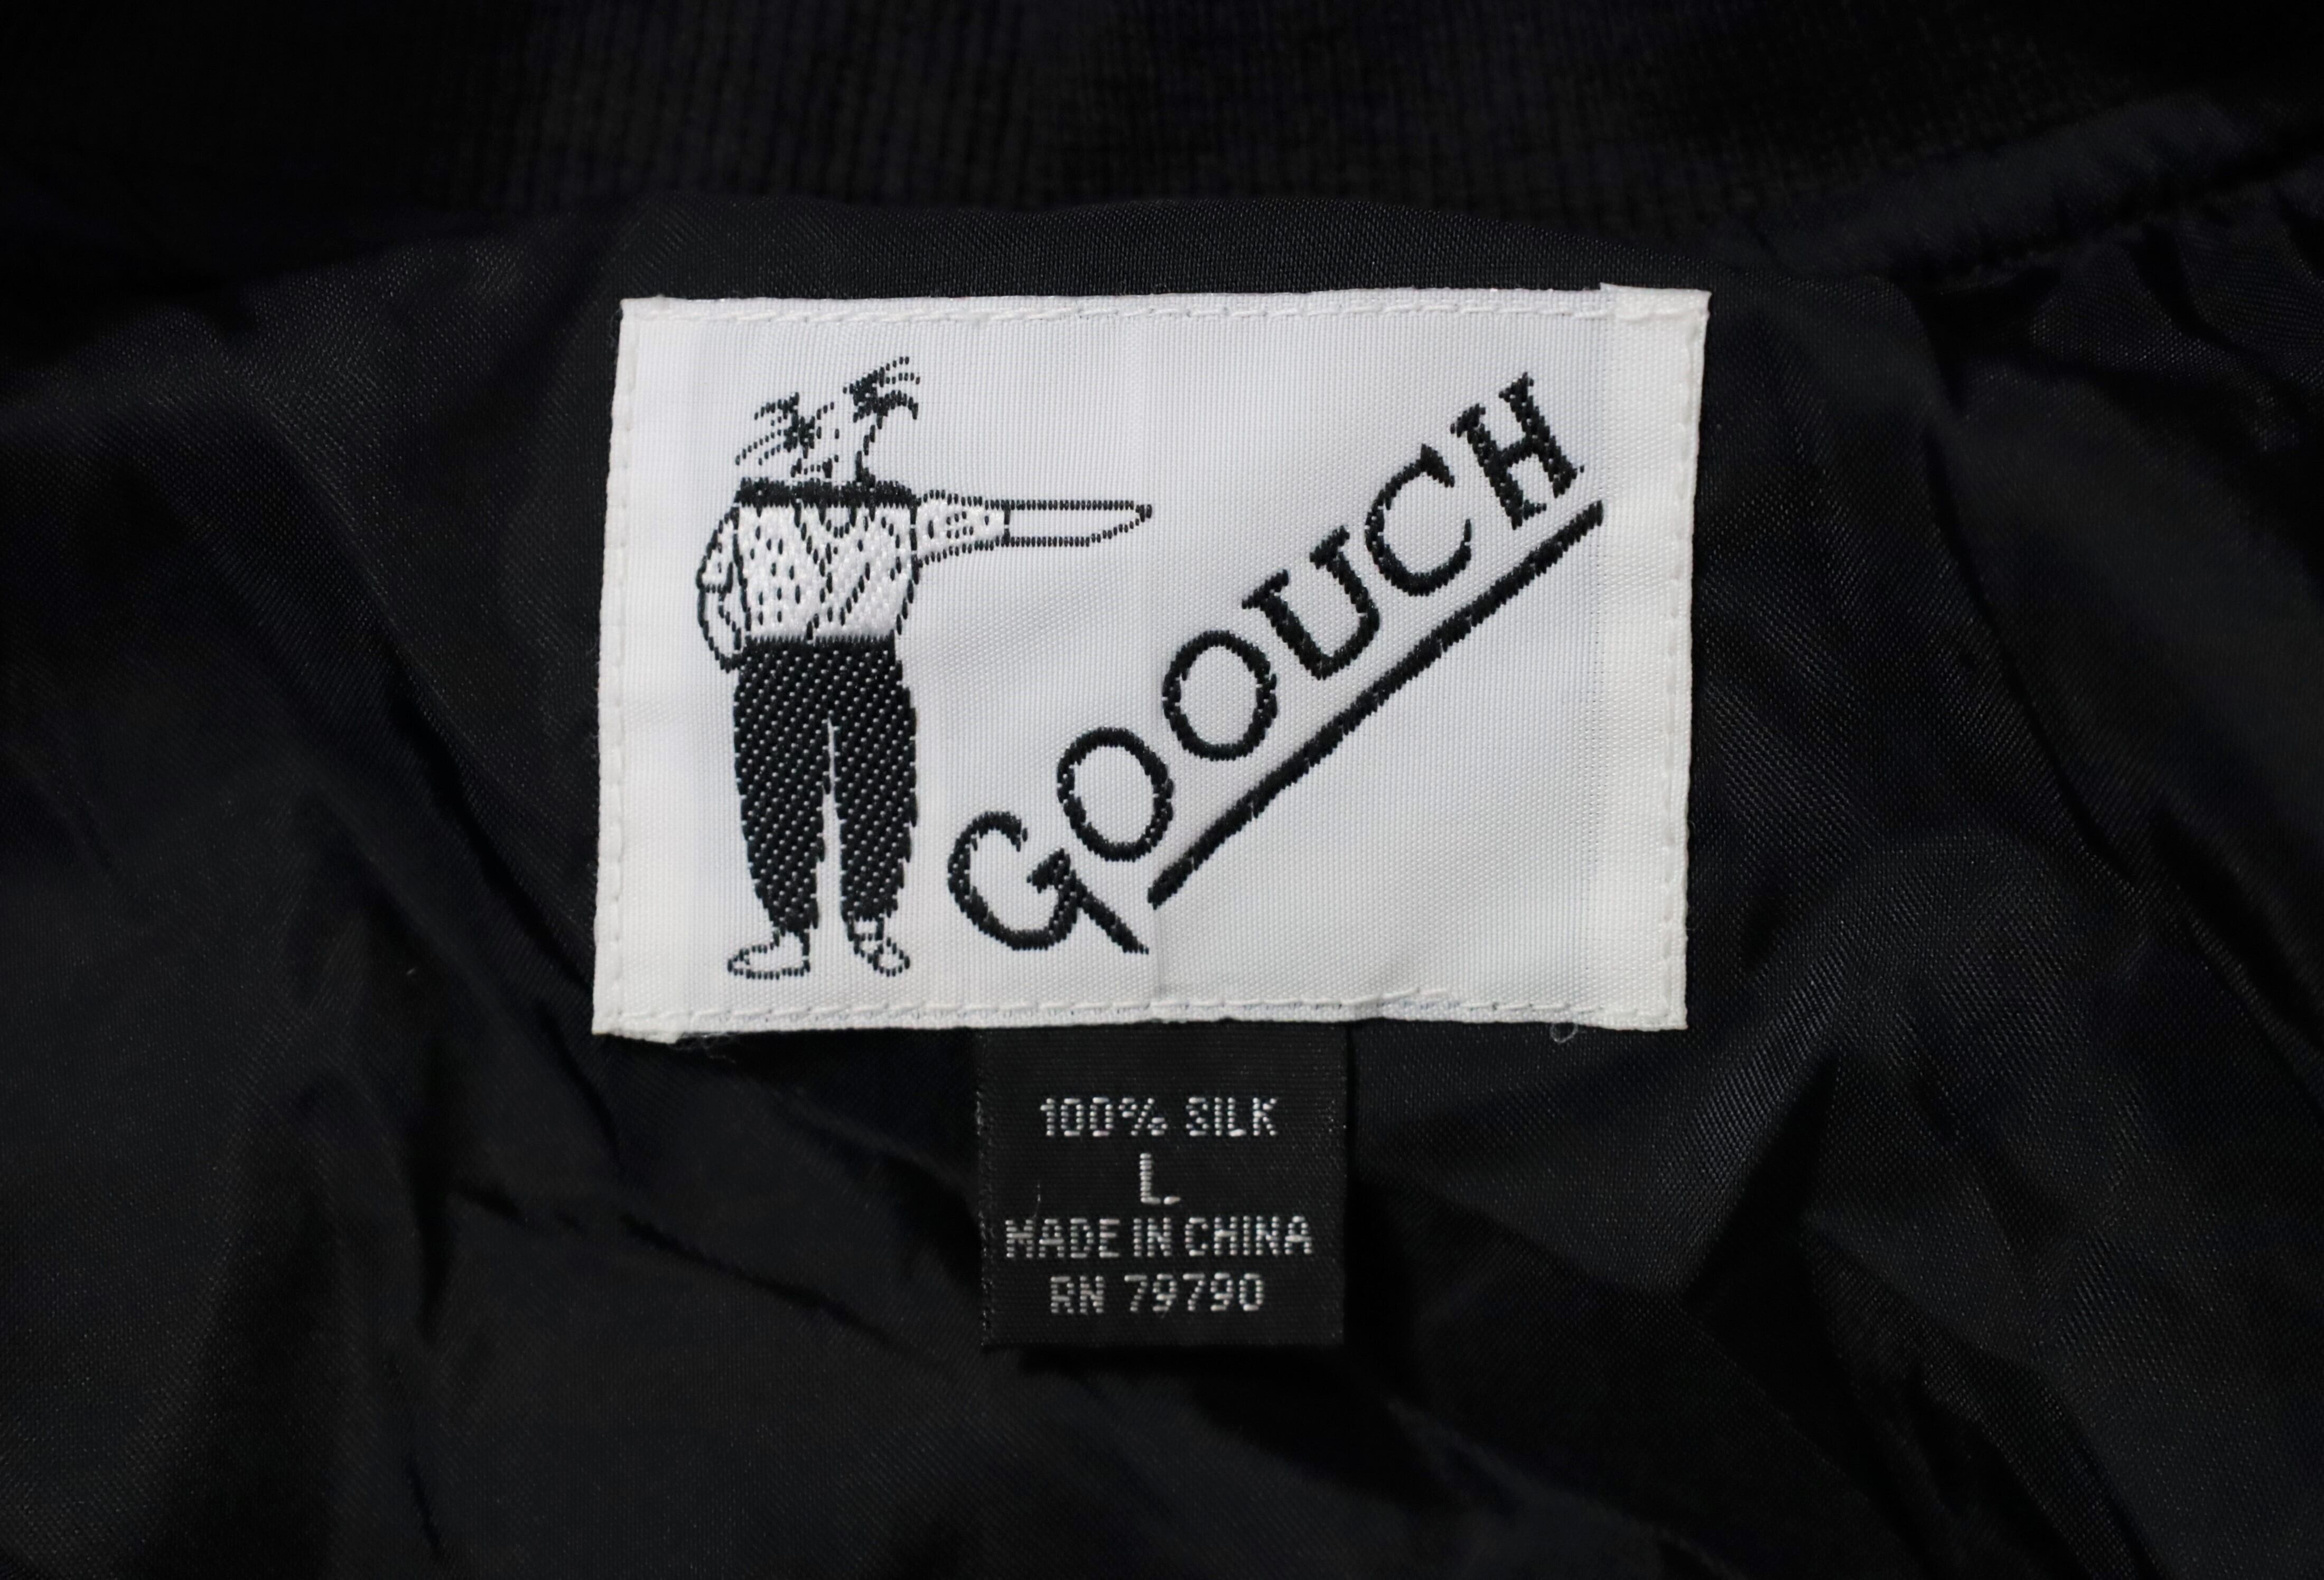 GOOUCH
100% SILK
L
MADE IN CHINA
RN 79790